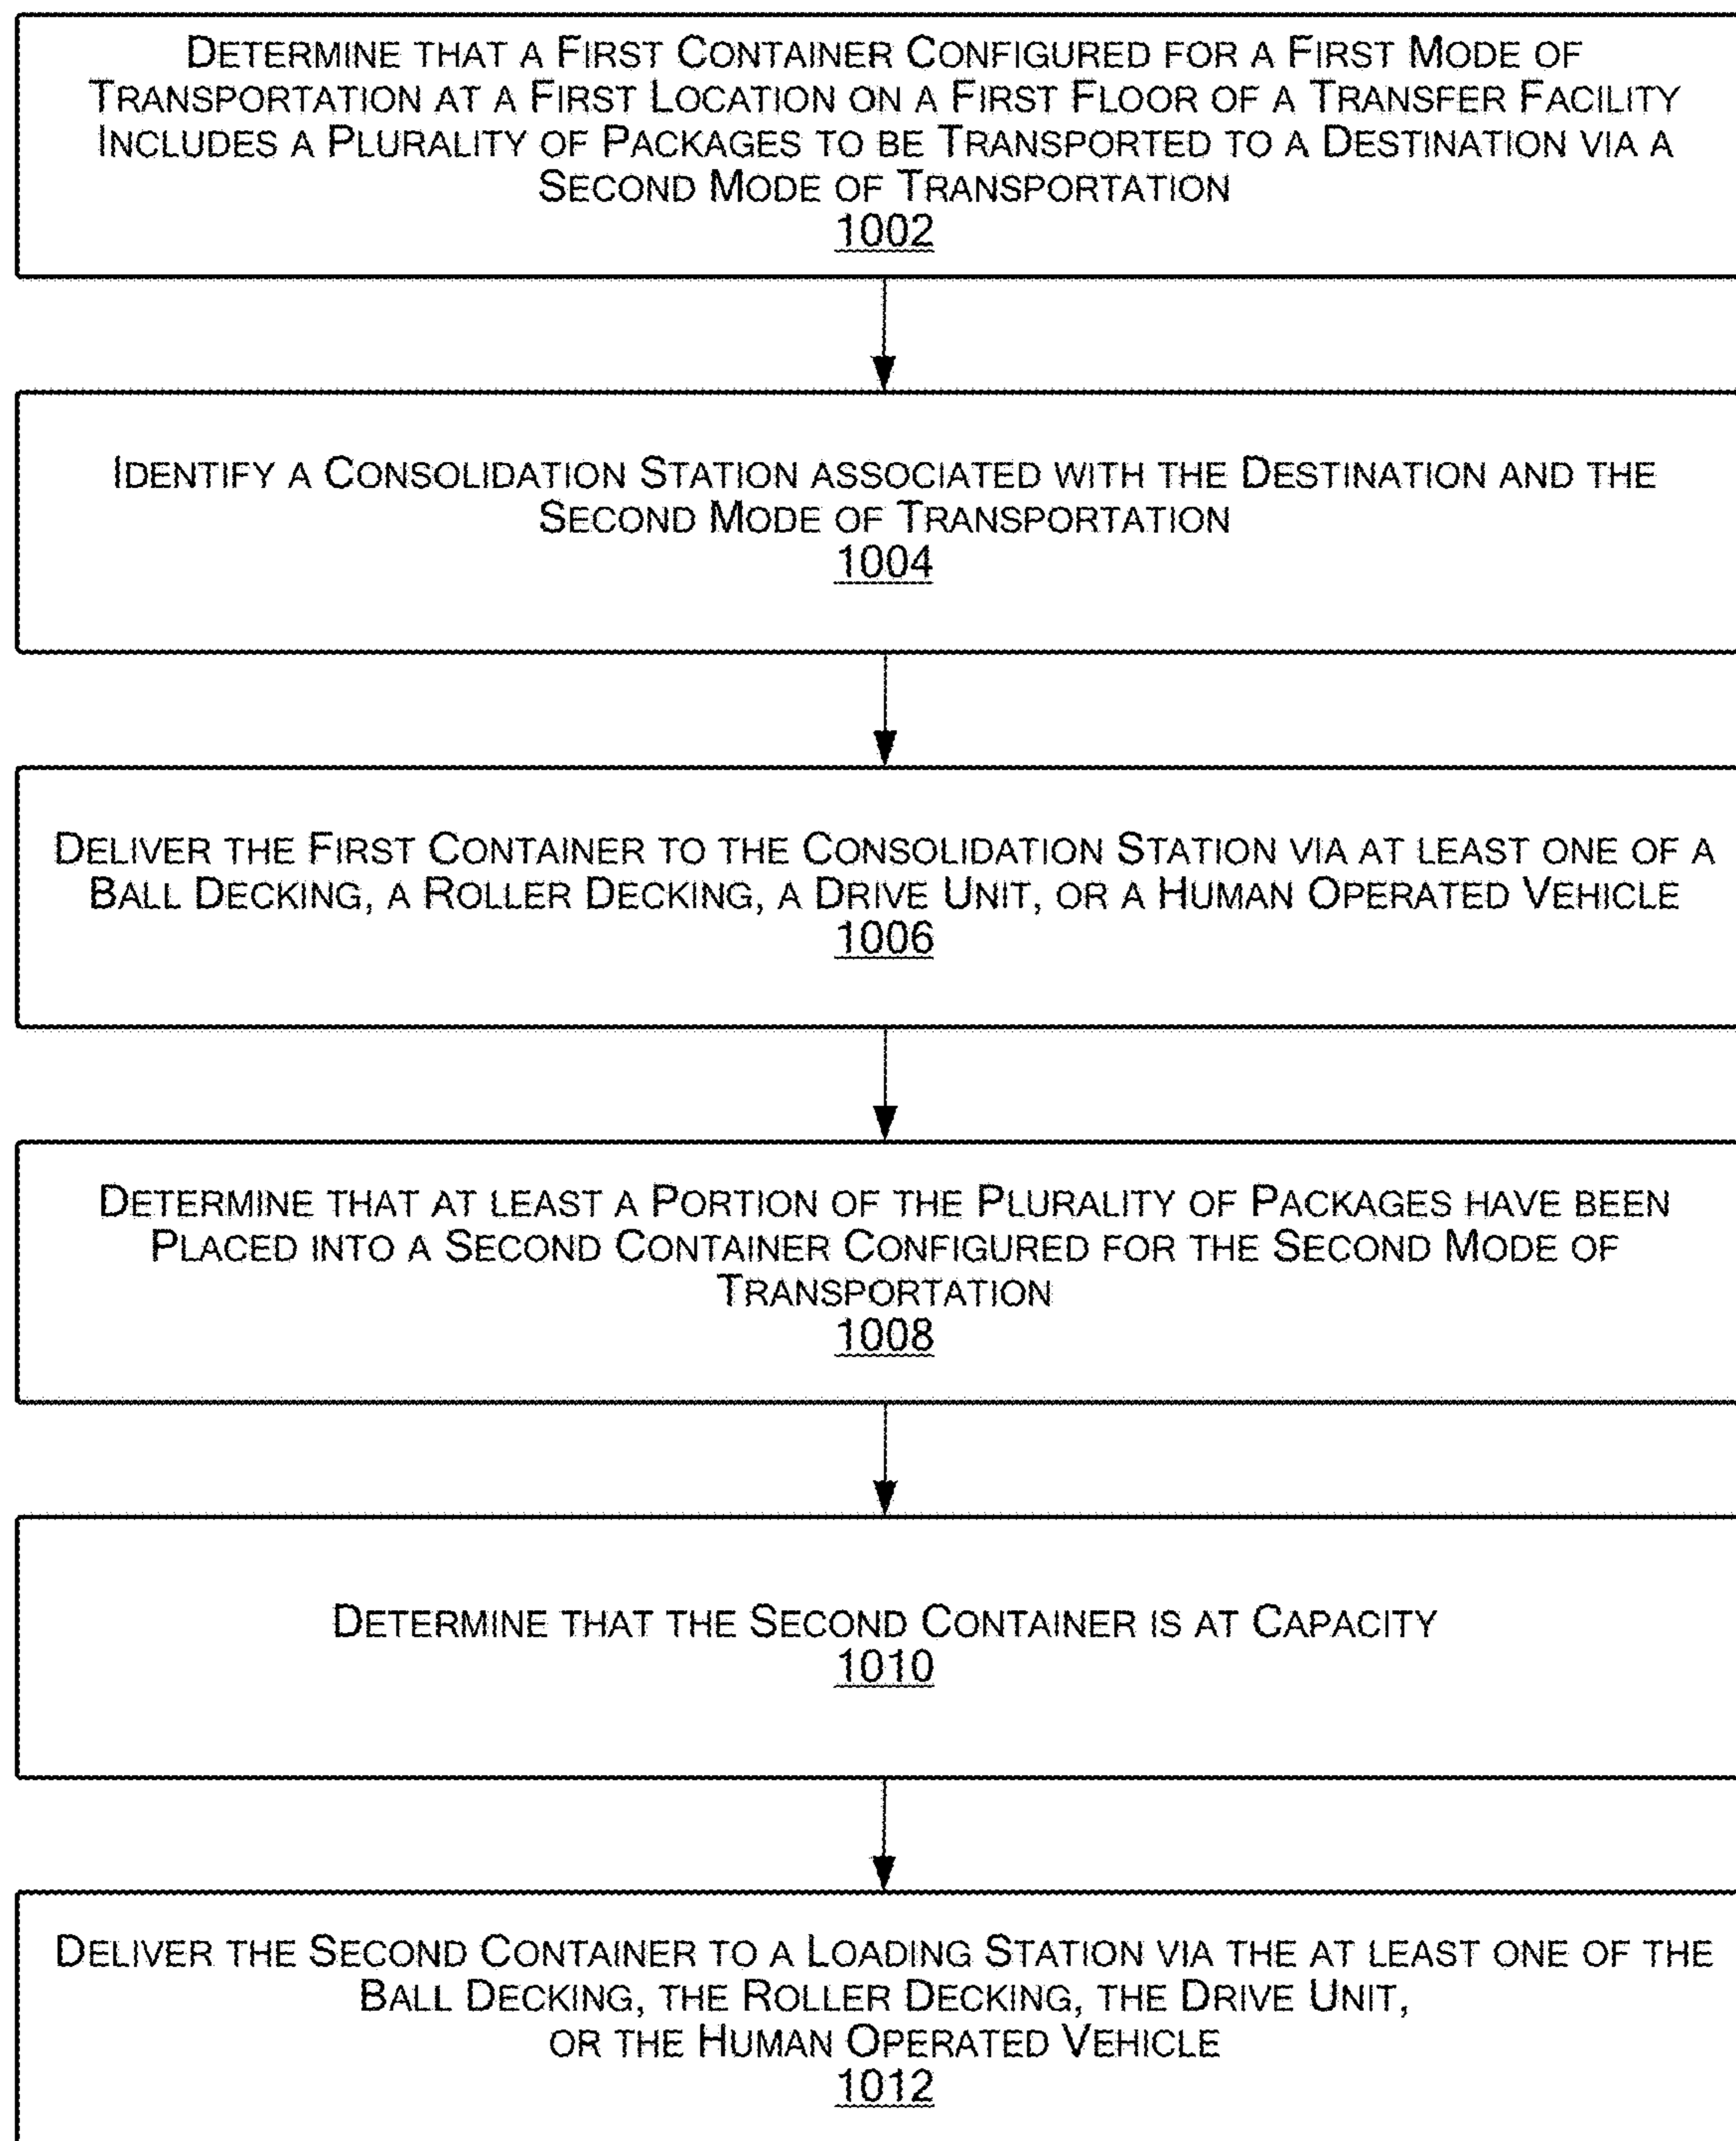 DETERMINE THAT A FIRST CONTAINER CONFIGURED FOR A FIRST MODE OF
TRANSPORTATION AT A FIRST LOCATION ON A FIRST FLOOR OF A TRANSFER FACILITY
INCLUDES A PLURALITY OF PACKAGES TO BE TRANSPORTED TO A DESTINATION VIA A
SECOND MODE OF TRANSPORTATION
1002
IDENTIFY A CONSOLIDATION STATION ASSOCIATED WITH THE DESTINATION AND THE
SECOND MODE OF TRANSPORTATION
1004
DELIVER THE FIRST CONTAINER TO THE CONSOLIDATION STATION VIA AT LEAST ONE OF A
BALL DECKING, A ROLLER DECKING, A DRIVE UNIT, OR A HUMAN OPERATED VEHICLE
1006
DETERMINE THAT AT LEAST A PORTION OF THE PLURALITY OF PACKAGES HAVE BEEN
PLACED INTO A SECOND CONTAINER CONFIGURED FOR THE SECOND MODE OF
TRANSPORTATION
1008
DETERMINE THAT THE SECOND CONTAINER IS AT CAPACITY
1010
DELIVER THE SECOND CONTAINER TO A LOADING STATION VIA THE AT LEAST ONE OF THE
BALL DECKING, THE ROLLER DECKING, THE DRIVE UNIT,
OR THE HUMAN OPERATED VEHICLE
1012